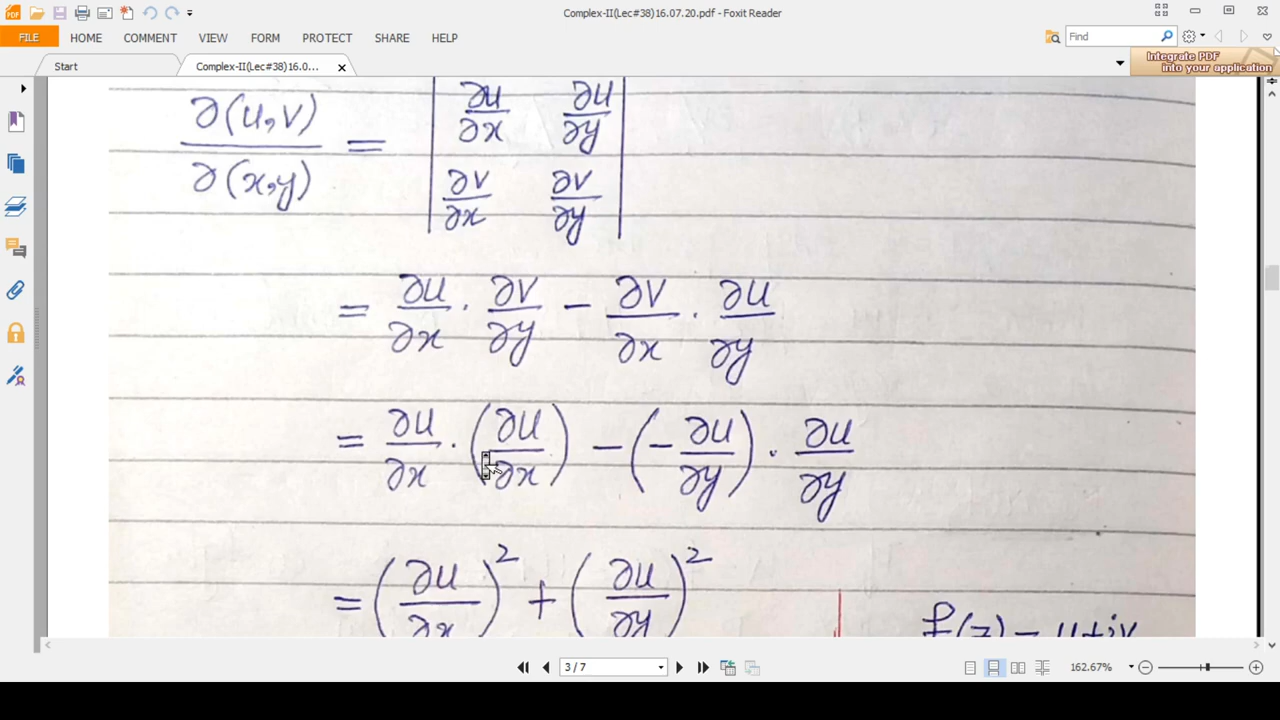 Complex-II(Lec#38)16.07.20.pdf - Foxit Reader
FILE HOME COMMENT VIEW FORM PROTECT SHARE HELP
Find
Integrate PDF
into your application
Start
Complex-II(Lec#38)16.0...
∂(u,v)/∂(x,y) = | ∂u/∂x ∂u/∂y |
| ∂v/∂x ∂v/∂y |
= ∂u/∂x · ∂v/∂y − ∂v/∂x · ∂u/∂y
= ∂u/∂x · (∂u/∂x) − (−∂u/∂y) · ∂u/∂y
= (∂u/∂x)² + (∂u/∂y)²
f(z) = u+iv
3 / 7
162.67%